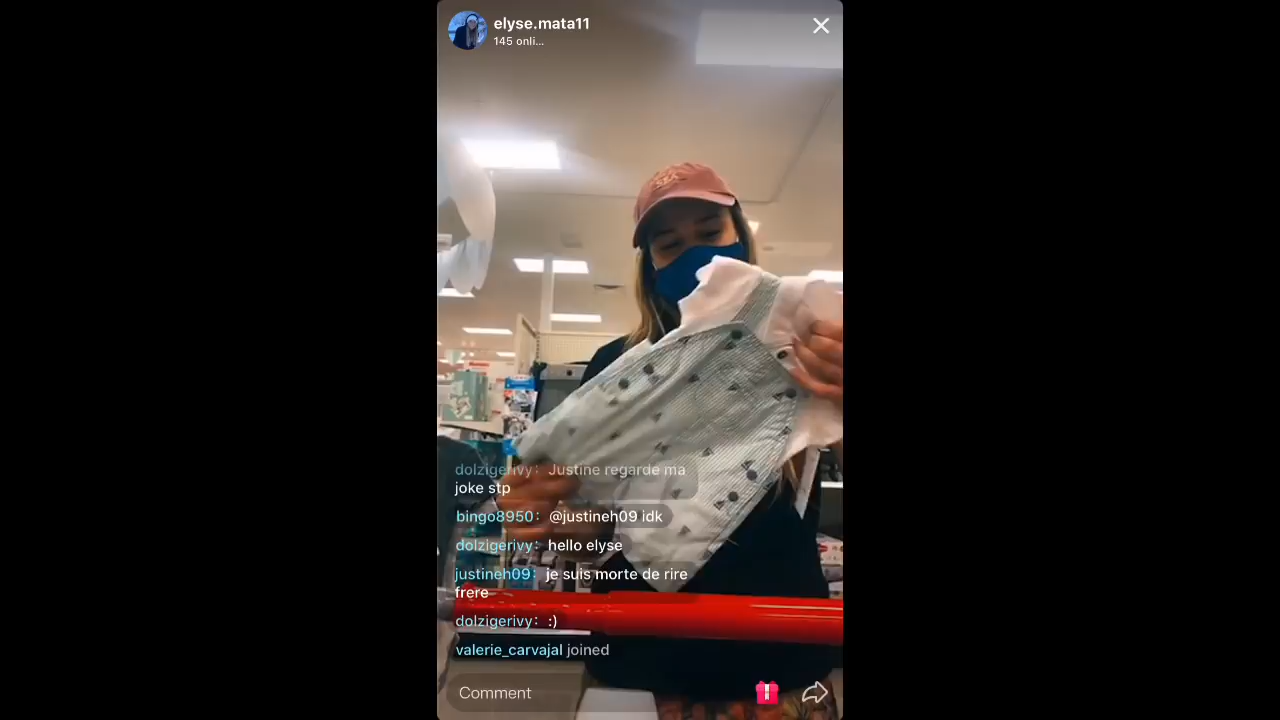 elyse.mata11
145 onli...
dolzigerivy: Justine regarde ma
joke stp
bingo8950: @justineh09 idk
dolzigerivy: hello elyse
justineh09: je suis morte de rire
frere
dolzigerivy: :)
valerie_carvajal joined
Comment